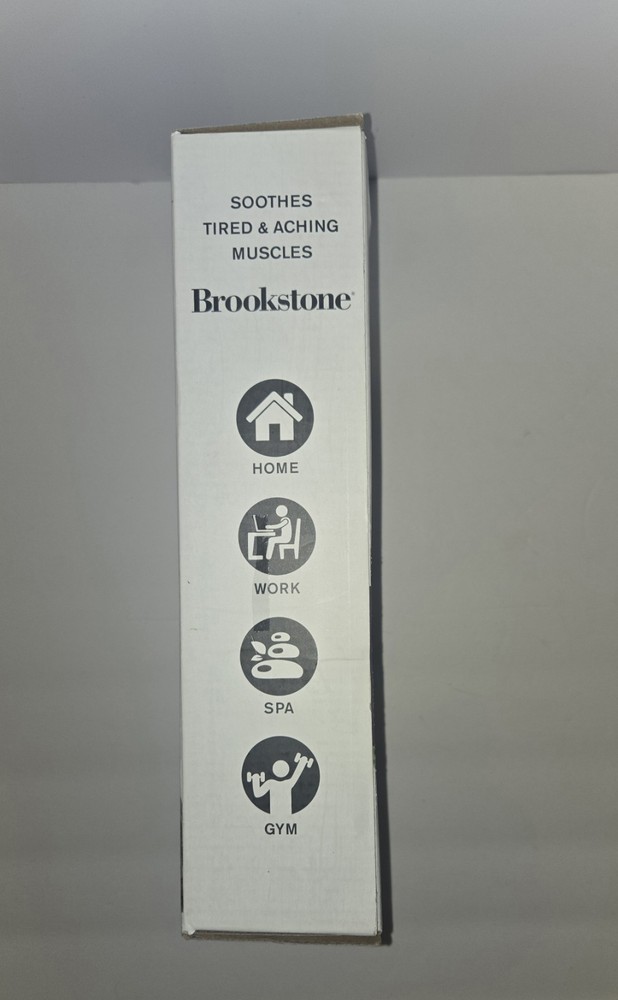 SOOTHES
TIRED & ACHING
MUSCLES
Brookstone®
HOME
WORK
SPA
GYM